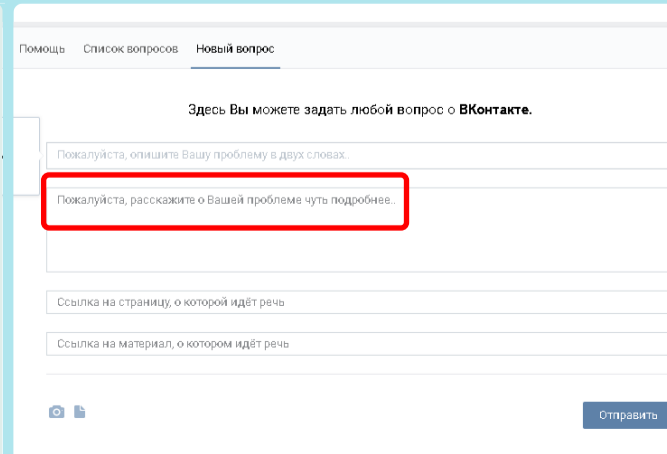 Помощь Список вопросов Новый вопрос
Здесь Вы можете задать любой вопрос о ВКонтакте.
Пожалуйста, опишите Вашу проблему в двух словах..
Пожалуйста, расскажите о Вашей проблеме чуть подробнее..
Ссылка на страницу, о которой идёт речь
Ссылка на материал, о котором идёт речь
Отправить